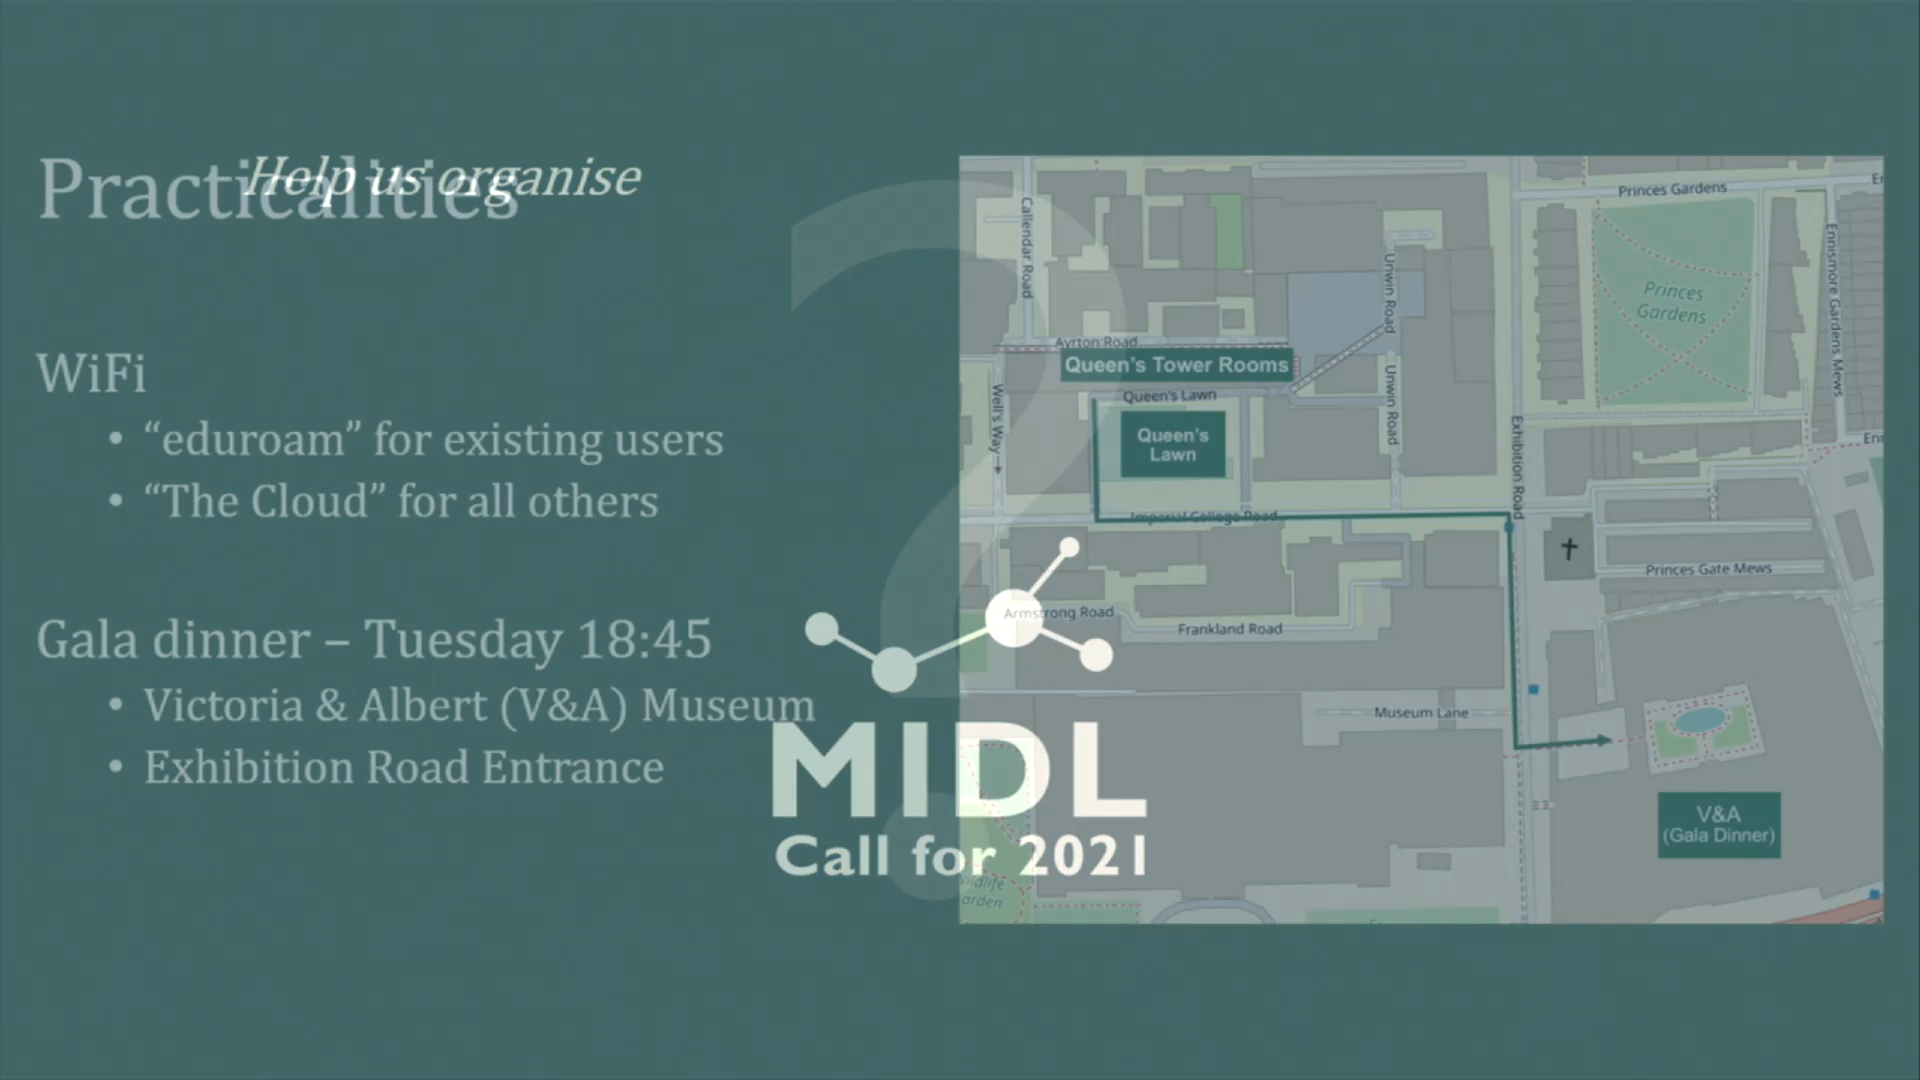 Practicalities
Help us organise
WiFi
• “eduroam” for existing users
• “The Cloud” for all others
Gala dinner – Tuesday 18:45
• Victoria & Albert (V&A) Museum
• Exhibition Road Entrance
?
MIDL
Call for 2021
Callendar Road
Ayrton Road
Queen's Tower Rooms
Queen's Lawn
Queen's
Lawn
Well's Way
Unwin Road
Unwin Road
Imperial College Road
Exhibition Road
Princes Gardens
Princes
Gardens
Ennismore Gardens Mews
Princes Gate Mews
Armstrong Road
Frankland Road
Museum Lane
V&A
(Gala Dinner)